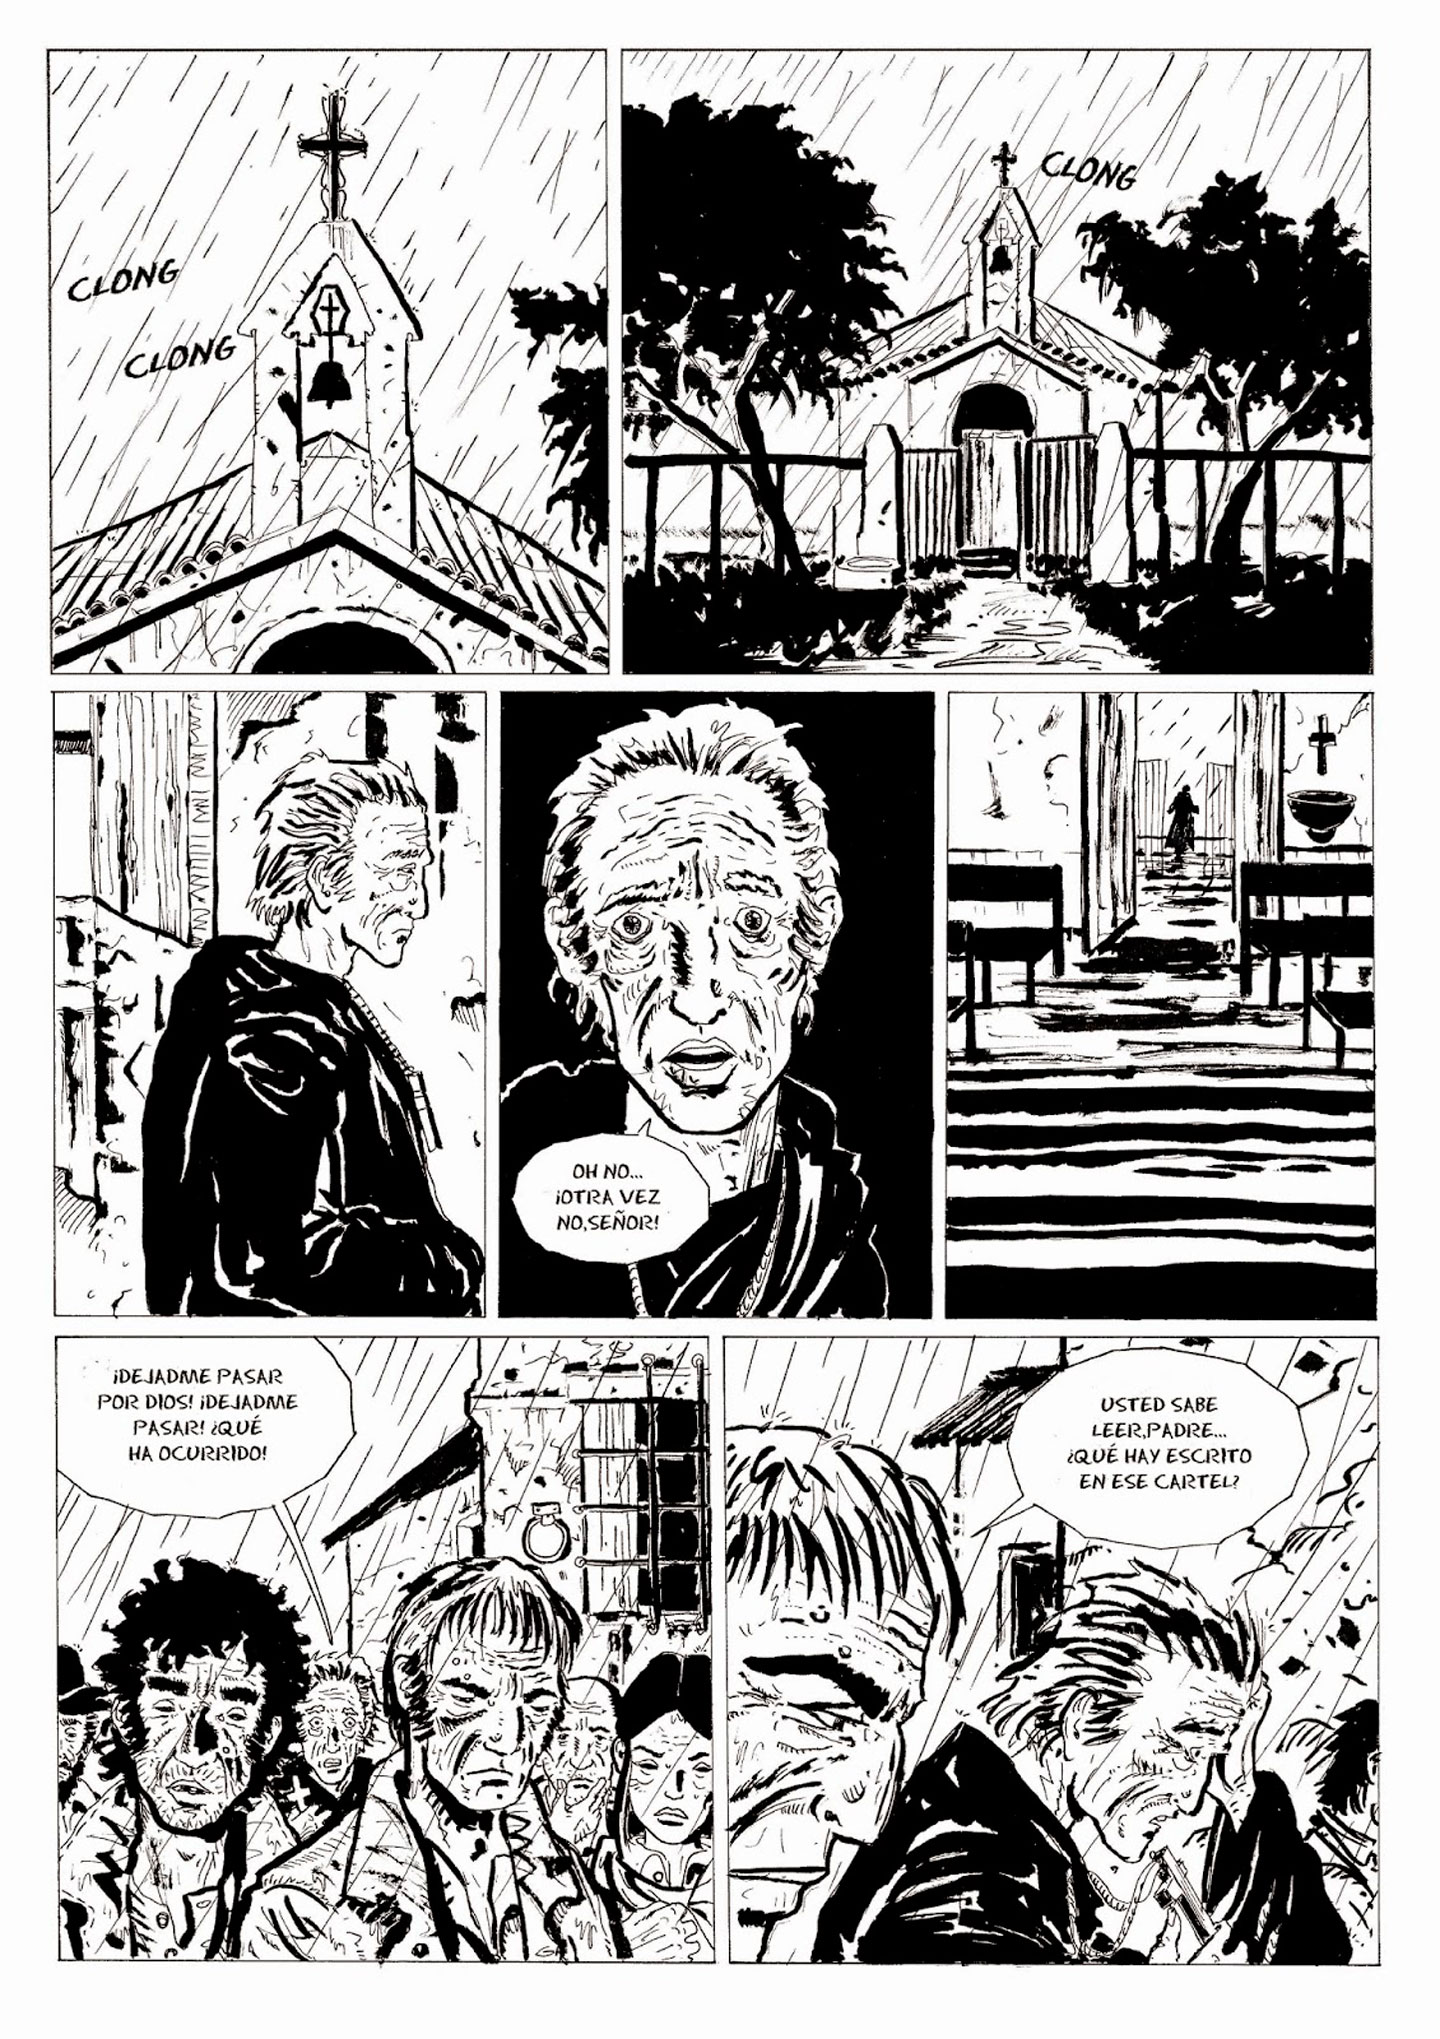 CLONG
CLONG
CLONG
OH NO...
¡OTRA VEZ
NO,SEÑOR!
¡DEJADME PASAR
POR DIOS! ¡DEJADME
PASAR! ¿QUÉ
HA OCURRIDO!
USTED SABE
LEER,PADRE...
¿QUÉ HAY ESCRITO
EN ESE CARTEL?